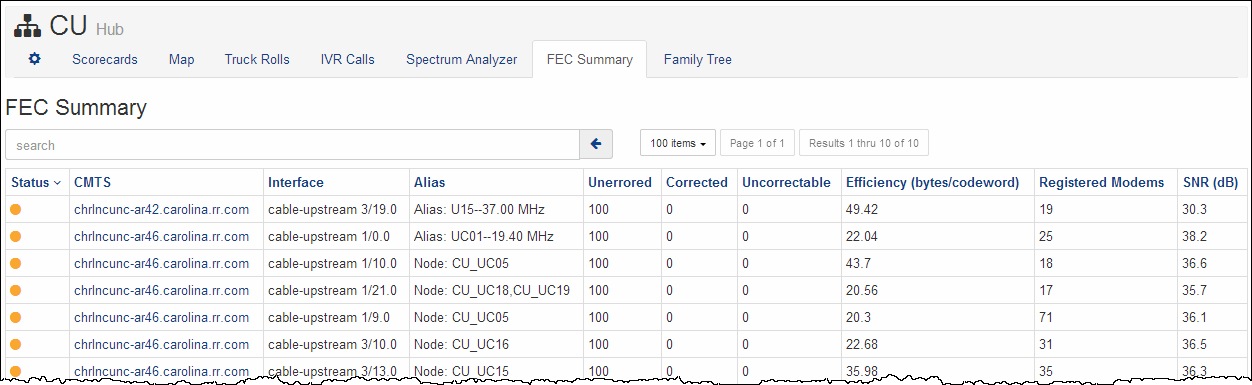 CU Hub
Scorecards Map Truck Rolls IVR Calls Spectrum Analyzer FEC Summary Family Tree
FEC Summary
search 100 items Page 1 of 1 Results 1 thru 10 of 10
Status CMTS Interface Alias Unerrored Corrected Uncorrectable Efficiency (bytes/codeword) Registered Modems SNR (dB)
chrlncunc-ar42.carolina.rr.com cable-upstream 3/19.0 Alias: U15--37.00 MHz 100 0 0 49.42 19 30.3
chrlncunc-ar46.carolina.rr.com cable-upstream 1/0.0 Alias: UC01--19.40 MHz 100 0 0 22.04 25 38.2
chrlncunc-ar46.carolina.rr.com cable-upstream 1/10.0 Node: CU_UC05 100 0 0 43.7 18 36.6
chrlncunc-ar46.carolina.rr.com cable-upstream 1/21.0 Node: CU_UC18,CU_UC19 100 0 0 20.56 17 35.7
chrlncunc-ar46.carolina.rr.com cable-upstream 1/9.0 Node: CU_UC05 100 0 0 20.3 71 36.1
chrlncunc-ar46.carolina.rr.com cable-upstream 3/10.0 Node: CU_UC16 100 0 0 22.68 31 36.5
chrlncunc-ar46.carolina.rr.com cable-upstream 3/13.0 Node: CU_UC15 100 0 0 35.98 35 36.3